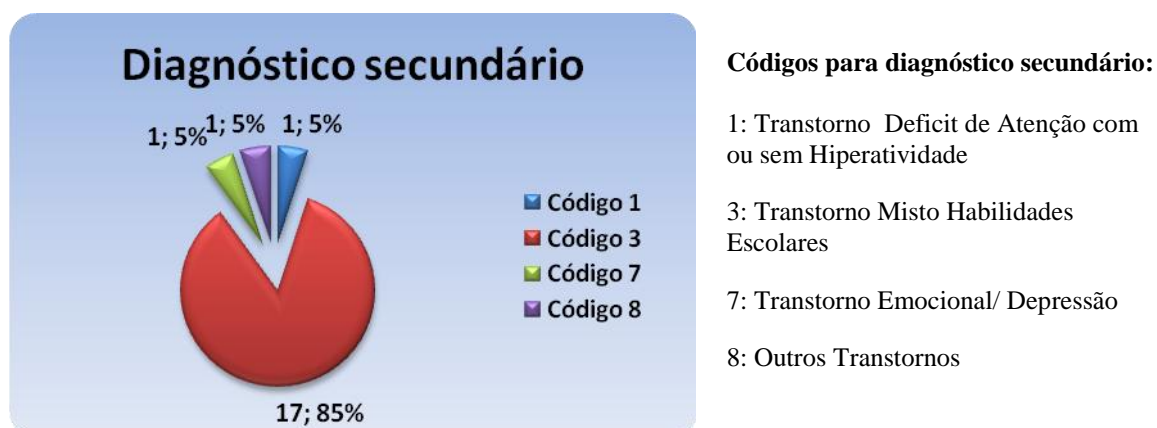 Diagnóstico secundário
1; 5%
1; 5%
1; 5%
Código 1
Código 3
Código 7
Código 8
17; 85%
Códigos para diagnóstico secundário:
1: Transtorno  Deficit de Atenção com
ou sem Hiperatividade
3: Transtorno Misto Habilidades
Escolares
7: Transtorno Emocional/ Depressão
8: Outros Transtornos